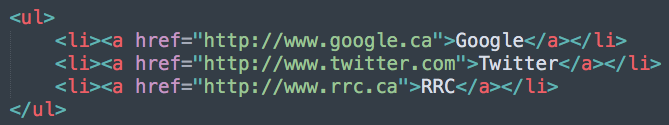 <ul>
    <li><a href="http://www.google.ca">Google</a></li>
    <li><a href="http://www.twitter.com">Twitter</a></li>
    <li><a href="http://www.rrc.ca">RRC</a></li>
</ul>